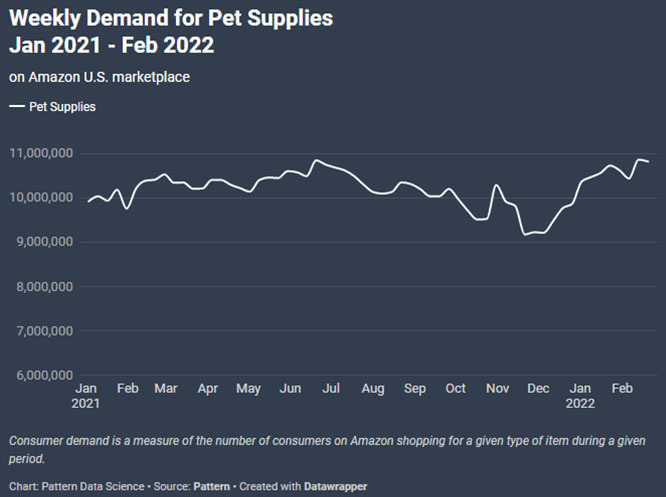 Weekly Demand for Pet Supplies
Jan 2021 - Feb 2022
on Amazon U.S. marketplace
Pet Supplies
11,000,000
10,000,000
9,000,000
8,000,000
7,000,000
6,000,000
Jan Feb Mar Apr May Jun Jul Aug Sep Oct Nov Dec Jan Feb
2021 2022
Consumer demand is a measure of the number of consumers on Amazon shopping for a given type of item during a given
period.
Chart: Pattern Data Science • Source: Pattern • Created with Datawrapper